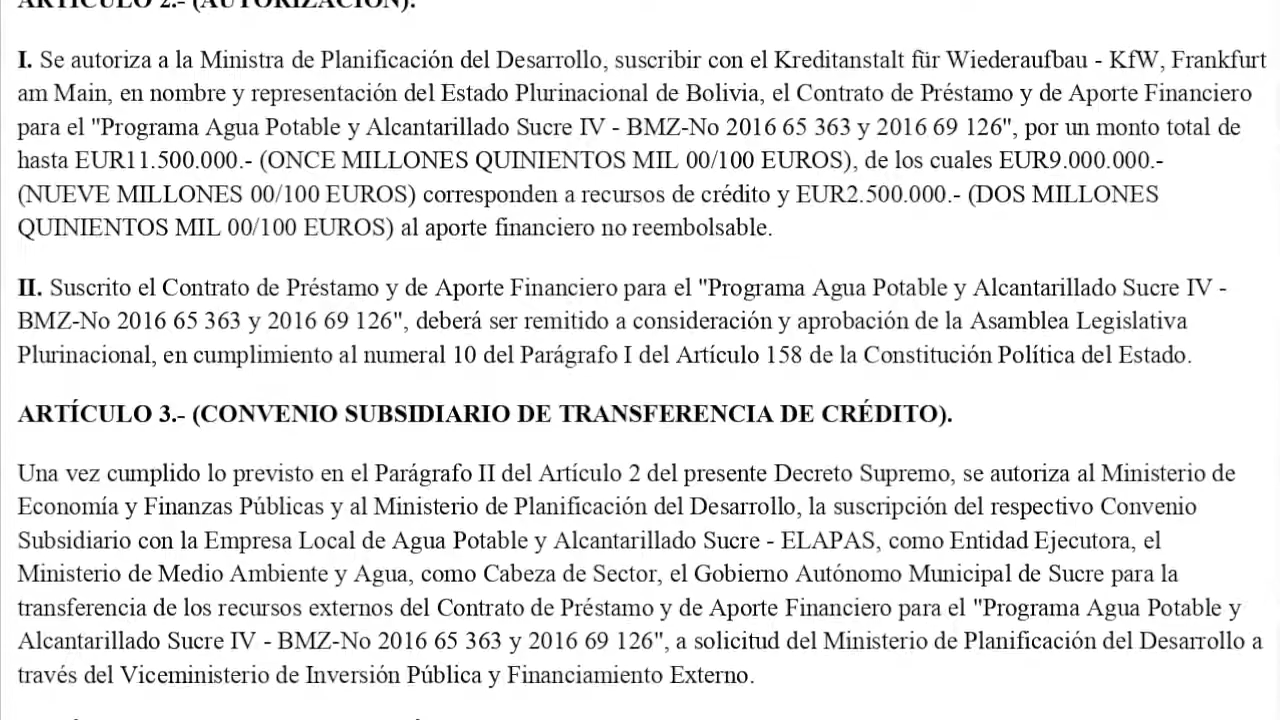 ARTÍCULO 2.- (AUTORIZACIÓN).
I. Se autoriza a la Ministra de Planificación del Desarrollo, suscribir con el Kreditanstalt für Wiederaufbau - KfW, Frankfurt
am Main, en nombre y representación del Estado Plurinacional de Bolivia, el Contrato de Préstamo y de Aporte Financiero
para el "Programa Agua Potable y Alcantarillado Sucre IV - BMZ-No 2016 65 363 y 2016 69 126", por un monto total de
hasta EUR11.500.000.- (ONCE MILLONES QUINIENTOS MIL 00/100 EUROS), de los cuales EUR9.000.000.-
(NUEVE MILLONES 00/100 EUROS) corresponden a recursos de crédito y EUR2.500.000.- (DOS MILLONES
QUINIENTOS MIL 00/100 EUROS) al aporte financiero no reembolsable.
II. Suscrito el Contrato de Préstamo y de Aporte Financiero para el "Programa Agua Potable y Alcantarillado Sucre IV -
BMZ-No 2016 65 363 y 2016 69 126", deberá ser remitido a consideración y aprobación de la Asamblea Legislativa
Plurinacional, en cumplimiento al numeral 10 del Parágrafo I del Artículo 158 de la Constitución Política del Estado.
ARTÍCULO 3.- (CONVENIO SUBSIDIARIO DE TRANSFERENCIA DE CRÉDITO).
Una vez cumplido lo previsto en el Parágrafo II del Artículo 2 del presente Decreto Supremo, se autoriza al Ministerio de
Economía y Finanzas Públicas y al Ministerio de Planificación del Desarrollo, la suscripción del respectivo Convenio
Subsidiario con la Empresa Local de Agua Potable y Alcantarillado Sucre - ELAPAS, como Entidad Ejecutora, el
Ministerio de Medio Ambiente y Agua, como Cabeza de Sector, el Gobierno Autónomo Municipal de Sucre para la
transferencia de los recursos externos del Contrato de Préstamo y de Aporte Financiero para el "Programa Agua Potable y
Alcantarillado Sucre IV - BMZ-No 2016 65 363 y 2016 69 126", a solicitud del Ministerio de Planificación del Desarrollo a
través del Viceministerio de Inversión Pública y Financiamiento Externo.